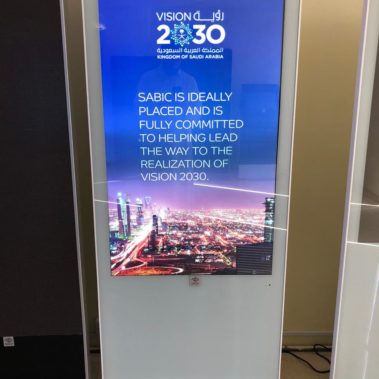 VISION رؤية
2030
المملكة العربية السعودية
KINGDOM OF SAUDI ARABIA
SABIC IS IDEALLY
PLACED AND IS
FULLY COMMITTED
TO HELPING LEAD
THE WAY TO THE
REALIZATION OF
VISION 2030.